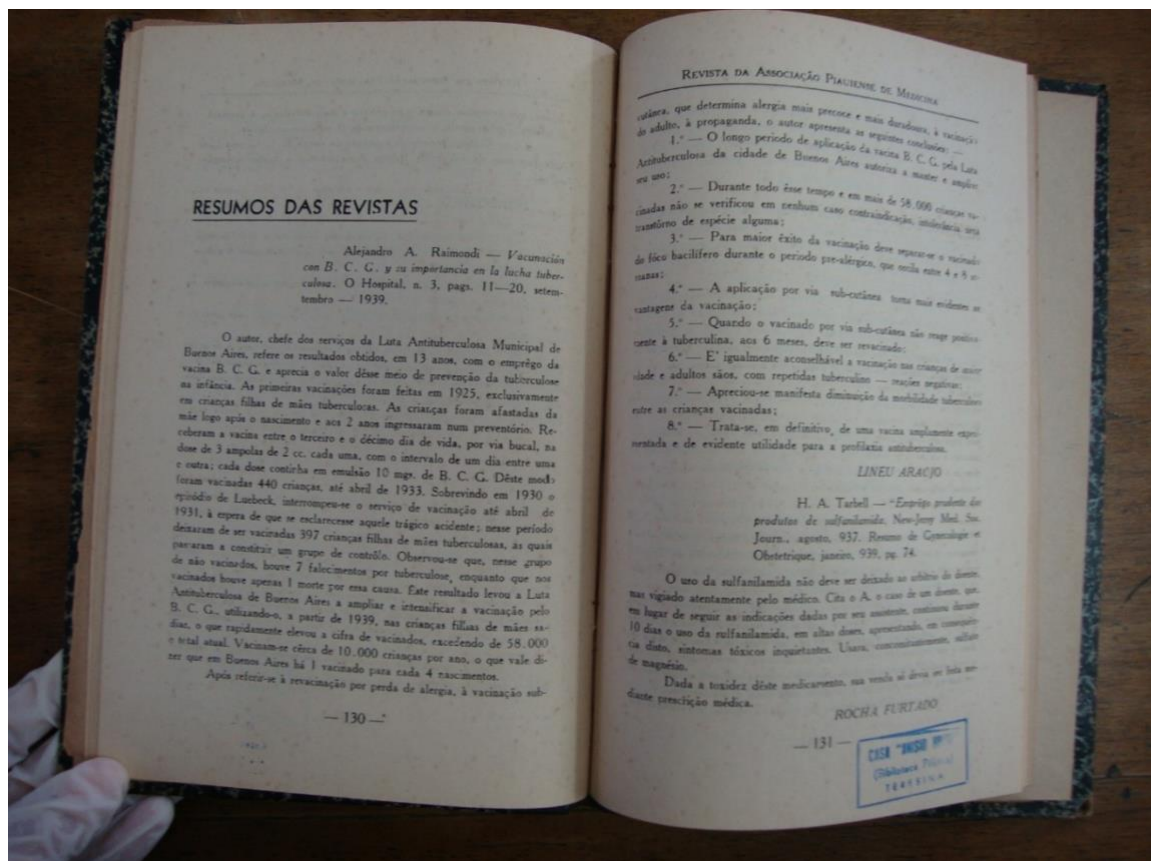 RESUMOS DAS REVISTAS
Alejandro A. Raimondi — Vacunación
con B. C. G. y su importancia en la lucha tuber-
culosa. O Hospital, n. 3, pags. 11—20, setem-
tembro — 1939.
O autor, chefe dos serviços da Luta Antituberculosa Municipal de
Buenos Aires, refere os resultados obtidos, em 13 anos, com o emprêgo da
vacina B. C. G. e aprecia o valor dêsse meio de prevenção da tuberculose
na infância. As primeiras vacinações foram feitas em 1925, exclusivamente
em crianças filhas de mães tuberculosas. As crianças foram afastadas da
mãe logo após o nascimento e aos 2 anos ingressaram num preventório. Re-
ceberam a vacina entre o terceiro e o décimo dia de vida, por via bucal, na
dose de 3 ampolas de 2 cc. cada uma, com o intervalo de um dia entre uma
e outra; cada dose continha em emulsão 10 mgs. de B. C. G. Dêste modo
foram vacinadas 440 crianças, até abril de 1933. Sobrevindo em 1930 o
episódio de Luebeck, interrompeu-se o serviço de vacinação até abril de
1931, à espera de que se esclarecesse aquele trágico acidente; nesse período
deixaram de ser vacinadas 397 crianças filhas de mães tuberculosas, as quais
passaram a constituir um grupo de contrôlo. Observou-se que, nesse grupo
de não vacinados, houve 7 falecimentos por tuberculose, enquanto que nos
vacinados houve apenas 1 morte por essa causa. Este resultado levou a Luta
Antituberculosa de Buenos Aires a ampliar e intensificar a vacinação pelo
B. C. G., utilizando-o, a partir de 1939, nas crianças filhas de mães sa-
dias, o que rapidamente elevou a cifra de vacinados, excedendo de 58.000
o total atual. Vacinam-se cêrca de 10.000 crianças por ano, o que vale di-
zer que em Buenos Aires há 1 vacinado para cada 4 nascimentos.
Após referir-se à revacinação por perda de alergia, à vacinação sub-
— 130 —
REVISTA DA ASSOCIAÇÃO PIAUIENSE DE MEDICINA
cutânea, que determina alergia mais precoce e mais duradoura, à vacinação
do adulto, à propaganda, o autor apresenta as seguintes conclusões: —
1.º — O longo periodo de aplicação da vacina B. C. G. pela Luta
Antituberculosa da cidade de Buenos Aires autoriza a manter e ampliar
seu uso;
2.º — Durante todo êsse tempo e em mais de 58.000 crianças va-
cinadas não se verificou em nenhum caso contraindicação, intolerância
transtôrno de espécie alguma;
3.º — Para maior êxito da vacinação deve separar-se o vacinado
do fóco bacilífero durante o periodo pre-alérgico, que oscila entre 4 e 8 se-
manas;
4.º — A aplicação por via sub-cutânea torna mais evidentes as
vantagens da vacinação;
5.º — Quando o vacinado por via sub-cutânea não reage positiva-
mente à tuberculina, aos 6 meses, deve ser revacinado;
6.º — E' igualmente aconselhável a vacinação nas crianças de maior
idade e adultos sãos, com repetidas tuberculino — reações negativas;
7.º — Apreciou-se manifesta diminuição da morbilidade tuberculosa
entre as crianças vacinadas;
8.º — Trata-se, em definitivo, de uma vacina amplamente experi-
mentada e de evidente utilidade para a profilaxia antituberculosa.
LINEU ARAUJO
H. A. Tarbell — "Emprêgo prudente dos
produtos de sulfanilamida. New-Jersy Med. Soc.
Journ., agosto, 937. Resumo de Gynecologie et
Obstetrique, janeiro, 939, pg. 74.
O uso da sulfanilamida não deve ser deixado ao arbítrio do doente,
mas vigiado atentamente pelo médico. Cita o A. o caso de um doente, que,
em lugar de seguir as indicações dadas por seu assistente, continuou durante
10 dias o uso da sulfanilamida, em altas doses, apresentando, em consequên-
cia disto, sintomas tóxicos inquietantes. Usara, concomitantemente, sulfato
de magnésio.
Dada a toxidez dêste medicamento, sua venda só devia ser feita me-
diante prescrição médica.
ROCHA FURTADO
— 131 —
CASA "ANISIO
(Biblioteca
TERESINA